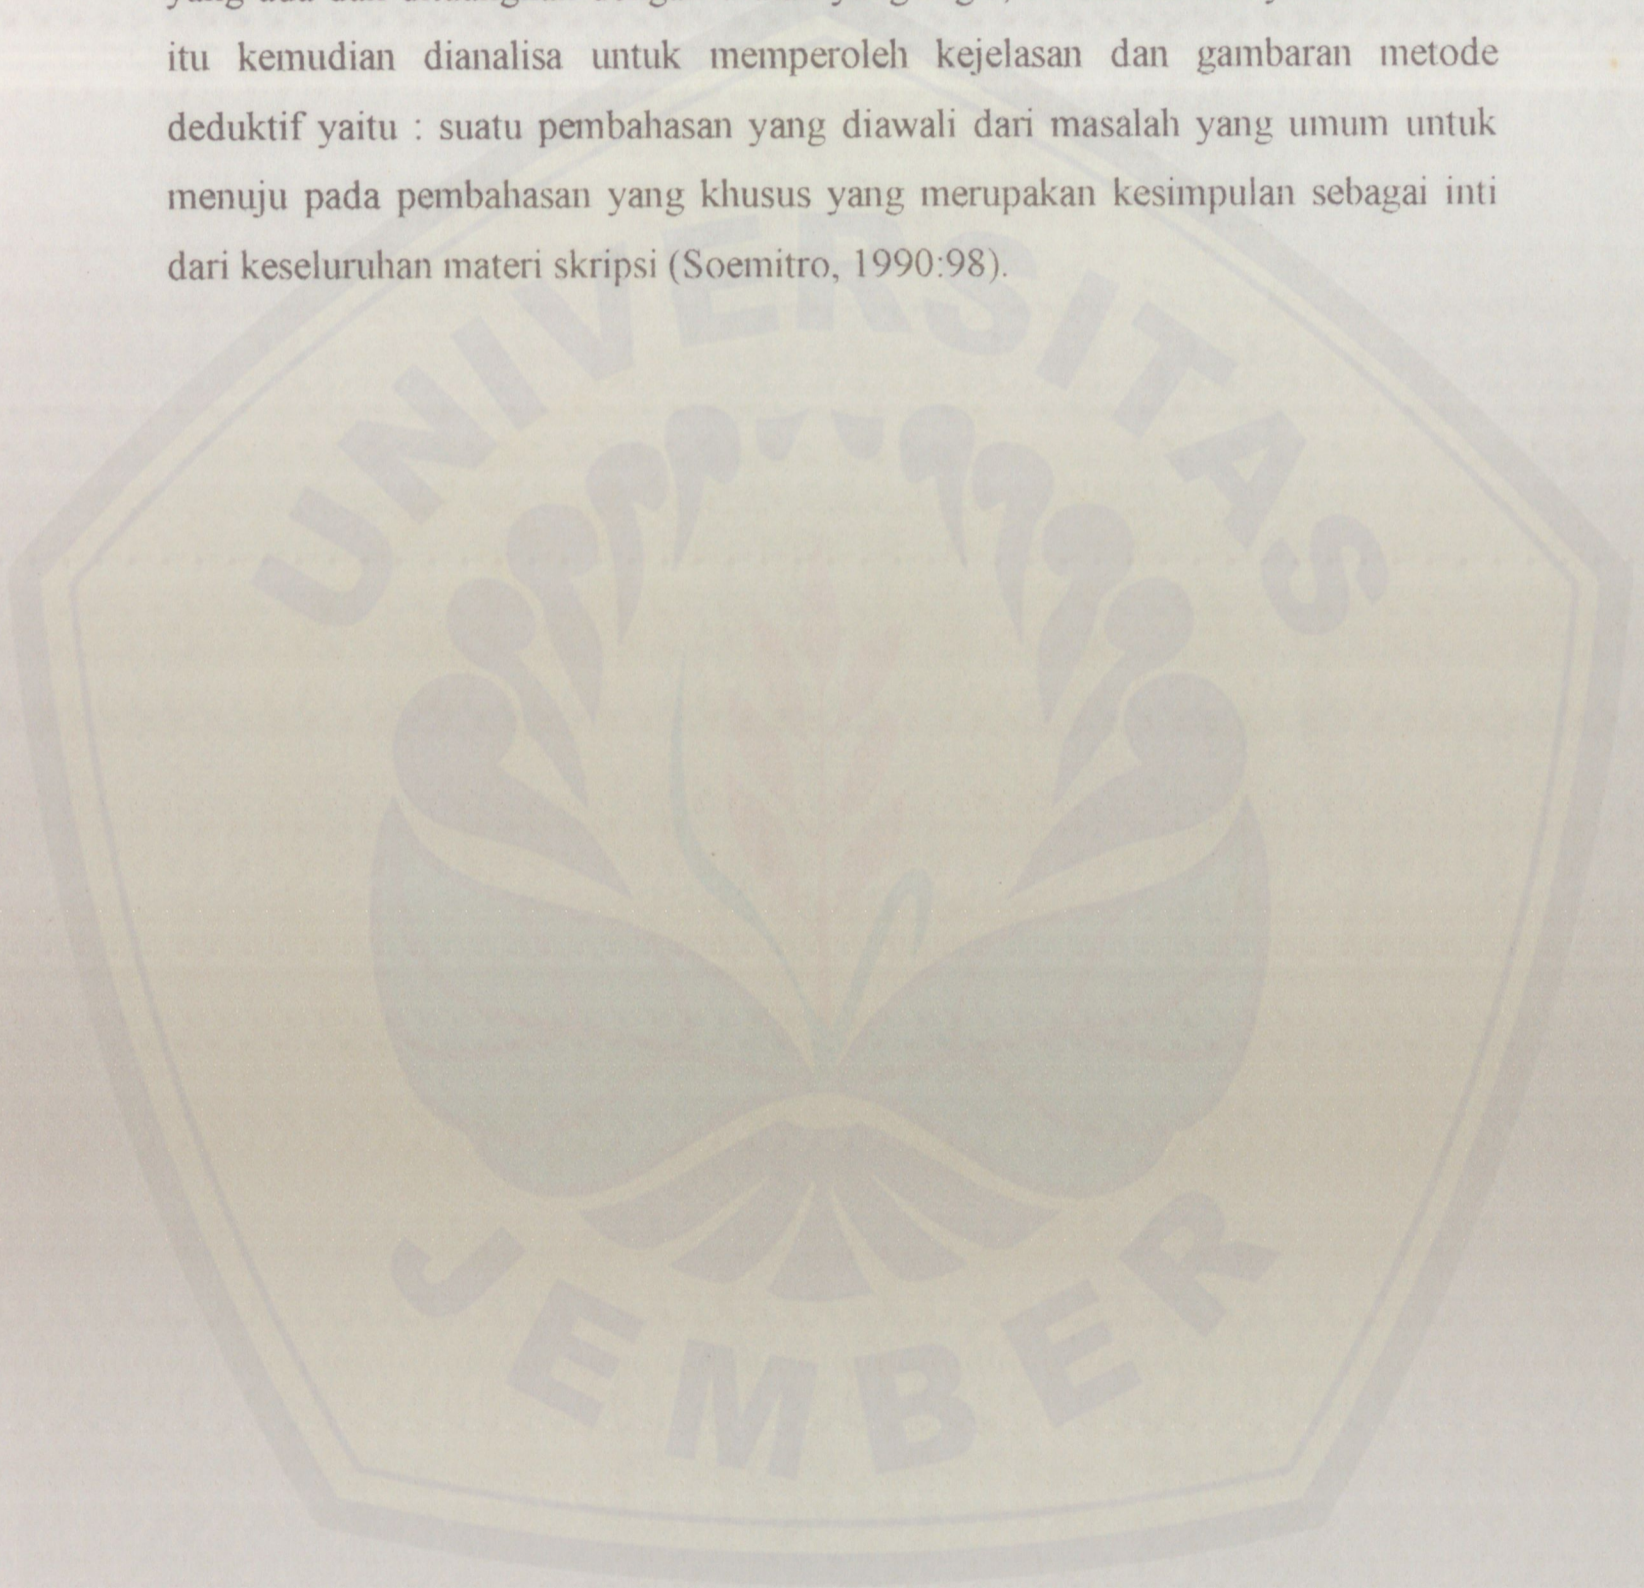 itu kemudian dianalisa untuk memperoleh kejelasan dan gambaran metode
deduktif yaitu : suatu pembahasan yang diawali dari masalah yang umum untuk
menuju pada pembahasan yang khusus yang merupakan kesimpulan sebagai inti
dari keseluruhan materi skripsi (Soemitro, 1990:98).
UNIVERSITAS
JEMBER